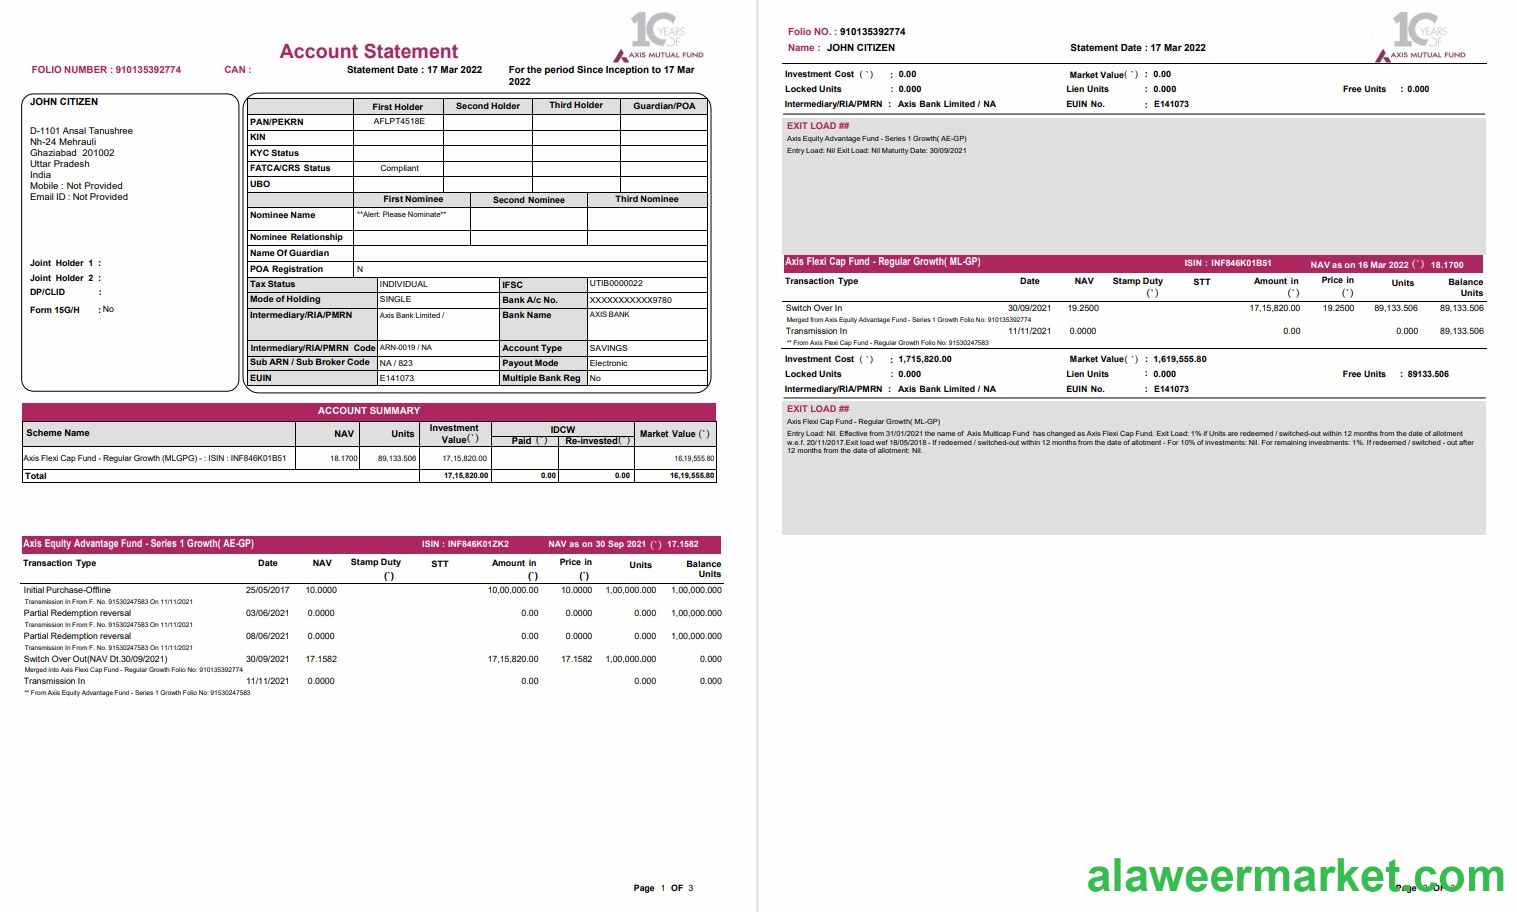 10 YEARS OF
AXIS MUTUAL FUND
Account Statement
FOLIO NUMBER : 910135392774 CAN : Statement Date : 17 Mar 2022 For the period Since Inception to 17 Mar 2022
JOHN CITIZEN
D-1101 Ansal Tanushree
Nh-24 Mehrauli
Ghaziabad 201002
Uttar Pradesh
India
Mobile : Not Provided
Email ID : Not Provided
Joint Holder 1 :
Joint Holder 2 :
DP/CLID :
Form 15G/H : No
First Holder Second Holder Third Holder Guardian/POA
PAN/PEKRN AFLPT4518E
KIN
KYC Status
FATCA/CRS Status Compliant
UBO
First Nominee Second Nominee Third Nominee
Nominee Name **Alert: Please Nominate**
Nominee Relationship
Name Of Guardian
POA Registration N
Tax Status INDIVIDUAL IFSC UTIB0000022
Mode of Holding SINGLE Bank A/c No. XXXXXXXXXXX9780
Intermediary/RIA/PMRN Axis Bank Limited / Bank Name AXIS BANK
Intermediary/RIA/PMRN Code ARN-0019 / NA Account Type SAVINGS
Sub ARN / Sub Broker Code NA / 823 Payout Mode Electronic
EUIN E141073 Multiple Bank Reg No
ACCOUNT SUMMARY
Scheme Name NAV Units Investment Value(`) IDCW Paid (`) Re-invested(`) Market Value (`)
Axis Flexi Cap Fund - Regular Growth (MLGPG) - : ISIN : INF846K01B51 18.1700 89,133.506 17,15,820.00 16,19,555.80
Total 17,15,820.00 0.00 0.00 16,19,555.80
Axis Equity Advantage Fund - Series 1 Growth( AE-GP) ISIN : INF846K01ZK2 NAV as on 30 Sep 2021 (`) 17.1582
Transaction Type Date NAV Stamp Duty (`) STT Amount in (`) Price in (`) Units Balance Units
Initial Purchase-Offline 25/05/2017 10.0000 10,00,000.00 10.0000 1,00,000.000 1,00,000.000
Transmission In From F. No. 91530247583 On 11/11/2021
Partial Redemption reversal 03/06/2021 0.0000 0.00 0.0000 0.000 1,00,000.000
Transmission In From F. No. 91530247583 On 11/11/2021
Partial Redemption reversal 08/06/2021 0.0000 0.00 0.0000 0.000 1,00,000.000
Transmission In From F. No. 91530247583 On 11/11/2021
Switch Over Out(NAV Dt.30/09/2021) 30/09/2021 17.1582 17,15,820.00 17.1582 1,00,000.000 0.000
Merged into Axis Flexi Cap Fund - Regular Growth Folio No: 910135392774
Transmission In 11/11/2021 0.0000 0.00 0.000 0.000
** From Axis Equity Advantage Fund - Series 1 Growth Folio No: 91530247583
Page 1 OF 3
Folio NO. : 910135392774
Name : JOHN CITIZEN Statement Date : 17 Mar 2022
10 YEARS OF
AXIS MUTUAL FUND
Investment Cost (`) : 0.00 Market Value(`) : 0.00
Locked Units : 0.000 Lien Units : 0.000 Free Units : 0.000
Intermediary/RIA/PMRN : Axis Bank Limited / NA EUIN No. : E141073
EXIT LOAD ##
Axis Equity Advantage Fund - Series 1 Growth( AE-GP)
Entry Load: Nil Exit Load: Nil Maturity Date: 30/09/2021
Axis Flexi Cap Fund - Regular Growth( ML-GP) ISIN : INF846K01B51 NAV as on 16 Mar 2022 (`) 18.1700
Transaction Type Date NAV Stamp Duty (`) STT Amount in (`) Price in (`) Units Balance Units
Switch Over In 30/09/2021 19.2500 17,15,820.00 19.2500 89,133.506 89,133.506
Merged from Axis Equity Advantage Fund - Series 1 Growth Folio No: 910135392774
Transmission In 11/11/2021 0.0000 0.00 0.000 89,133.506
** From Axis Flexi Cap Fund - Regular Growth Folio No: 91530247583
Investment Cost (`) : 1,715,820.00 Market Value(`) : 1,619,555.80
Locked Units : 0.000 Lien Units : 0.000 Free Units : 89133.506
Intermediary/RIA/PMRN : Axis Bank Limited / NA EUIN No. : E141073
EXIT LOAD ##
Axis Flexi Cap Fund - Regular Growth( ML-GP)
Entry Load: Nil. Effective from 31/01/2021 the name of Axis Multicap Fund has changed as Axis Flexi Cap Fund. Exit Load: 1% if Units are redeemed / switched-out within 12 months from the date of allotment
w.e.f. 20/11/2017.Exit load wef 18/05/2018 - If redeemed / switched-out within 12 months from the date of allotment - For 10% of investments: Nil. For remaining investments: 1%. If redeemed / switched - out after
12 months from the date of allotment: Nil.
alaweermarket.com
Page OF